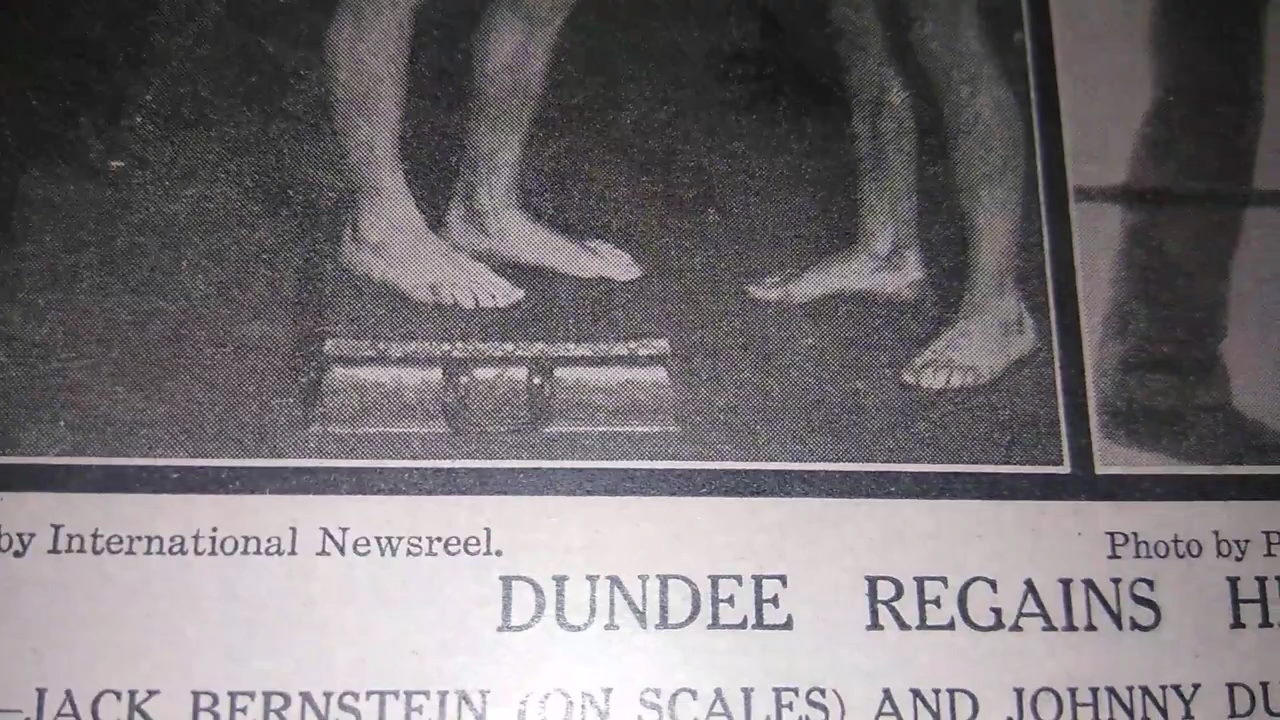 by International Newsreel.
Photo by
DUNDEE REGAINS
—JACK BERNSTEIN (ON SCALES) AND JOHNNY